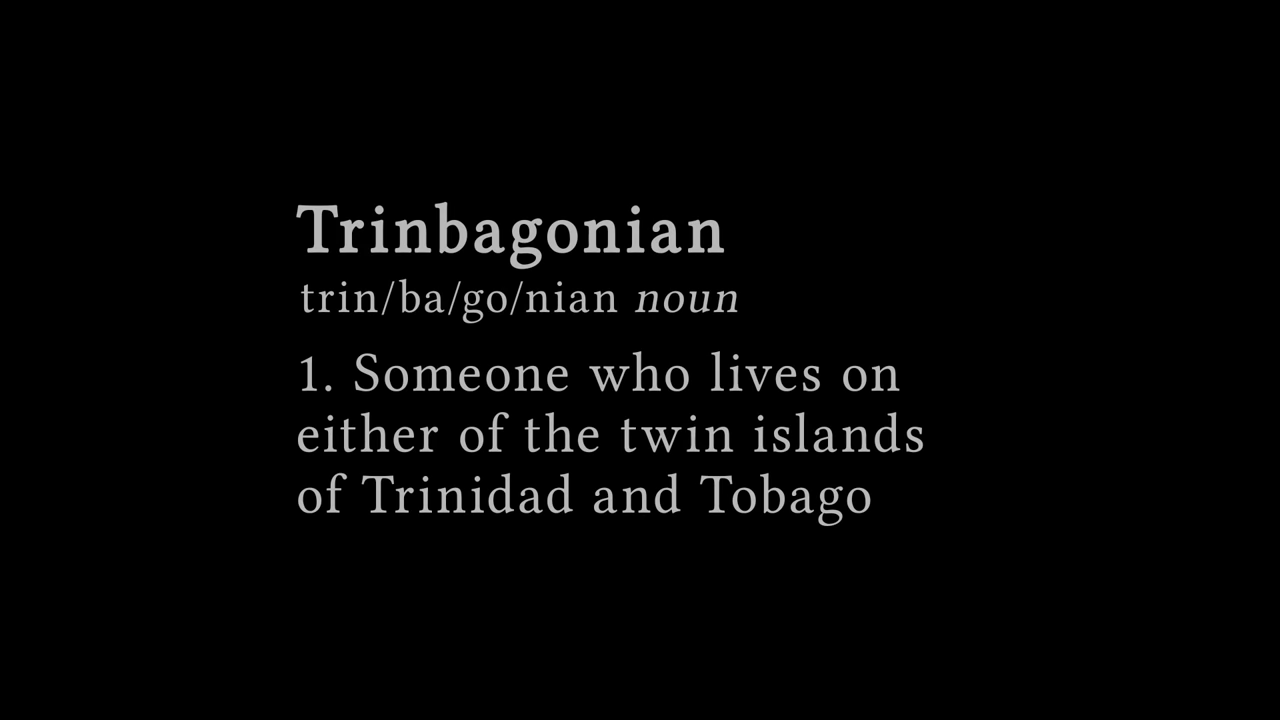 Trinbagonian
trin/ba/go/nian noun
1. Someone who lives on
either of the twin islands
of Trinidad and Tobago